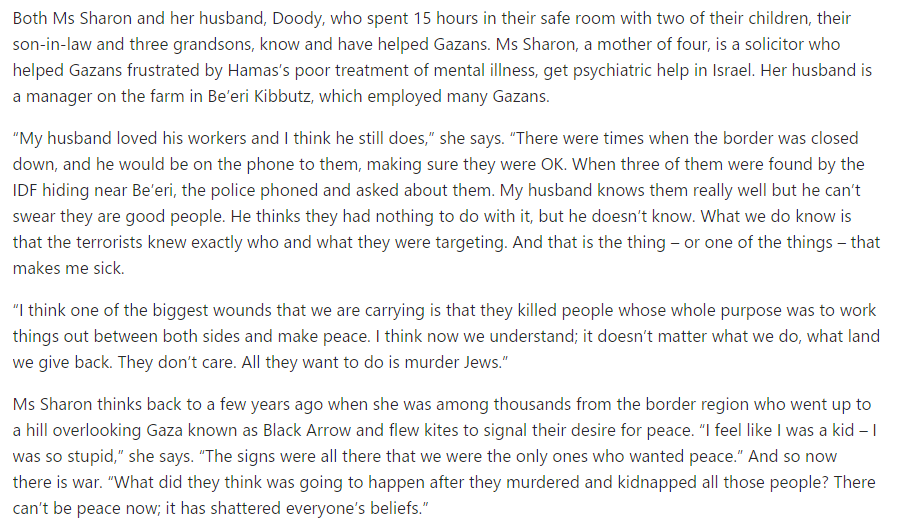 Both Ms Sharon and her husband, Doody, who spent 15 hours in their safe room with two of their children, their
son-in-law and three grandsons, know and have helped Gazans. Ms Sharon, a mother of four, is a solicitor who
helped Gazans frustrated by Hamas’s poor treatment of mental illness, get psychiatric help in Israel. Her husband is
a manager on the farm in Be’eri Kibbutz, which employed many Gazans.
“My husband loved his workers and I think he still does,” she says. “There were times when the border was closed
down, and he would be on the phone to them, making sure they were OK. When three of them were found by the
IDF hiding near Be’eri, the police phoned and asked about them. My husband knows them really well but he can’t
swear they are good people. He thinks they had nothing to do with it, but he doesn’t know. What we do know is
that the terrorists knew exactly who and what they were targeting. And that is the thing – or one of the things – that
makes me sick.
“I think one of the biggest wounds that we are carrying is that they killed people whose whole purpose was to work
things out between both sides and make peace. I think now we understand; it doesn’t matter what we do, what land
we give back. They don’t care. All they want to do is murder Jews.”
Ms Sharon thinks back to a few years ago when she was among thousands from the border region who went up to
a hill overlooking Gaza known as Black Arrow and flew kites to signal their desire for peace. “I feel like I was a kid – I
was so stupid,” she says. “The signs were all there that we were the only ones who wanted peace.” And so now
there is war. “What did they think was going to happen after they murdered and kidnapped all those people? There
can’t be peace now; it has shattered everyone’s beliefs.”